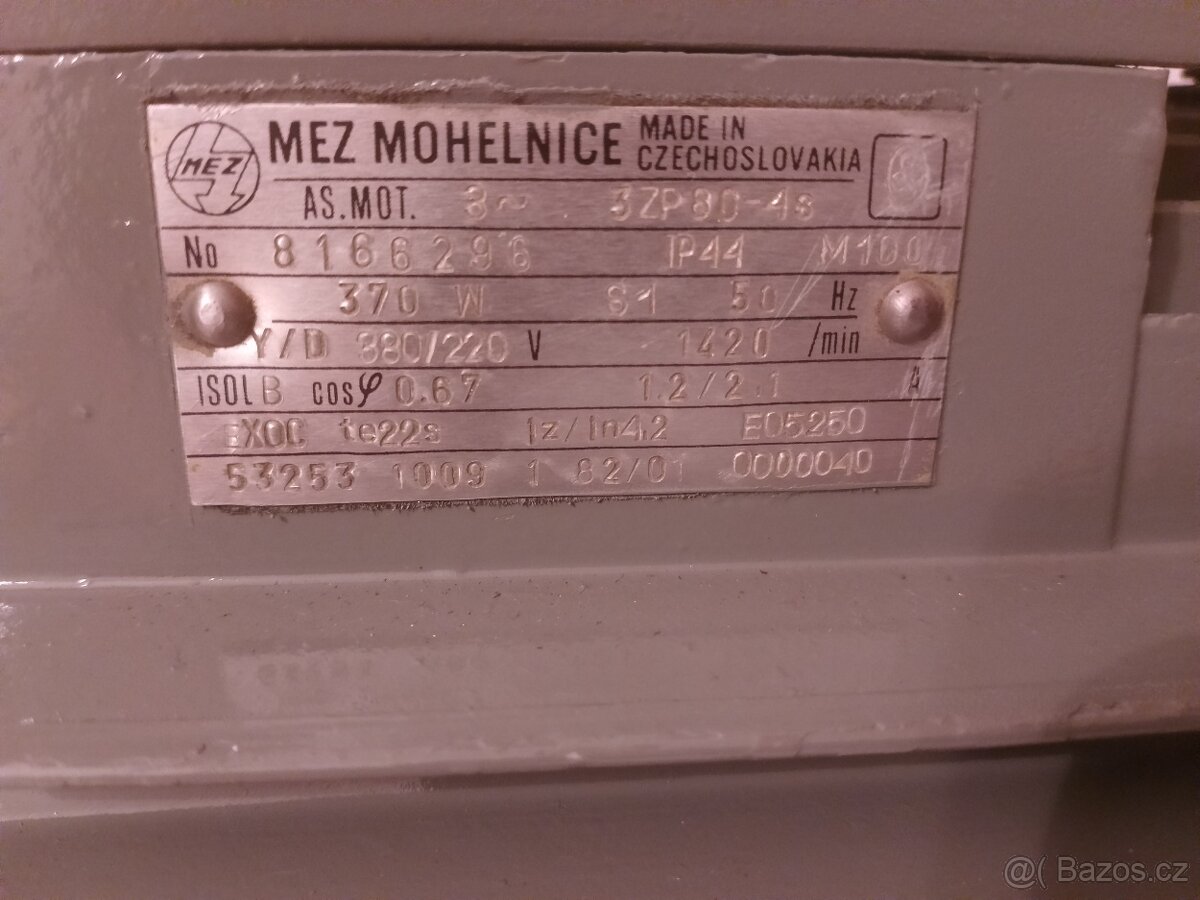 MEZ
MEZ MOHELNICE
MADE IN
CZECHOSLOVAKIA
AS.MOT. 3~ 3ZP80-4s
No 8166296 IP44 M100
370 W S1 50 Hz
Y/D 380/220 V 1420 /min
ISOL B cosφ 0.67 1.2/2.1 A
EXOC te22s Iz/In4,2 E05250
53253 1009 1 82/01 0000040
@( Bazos.cz